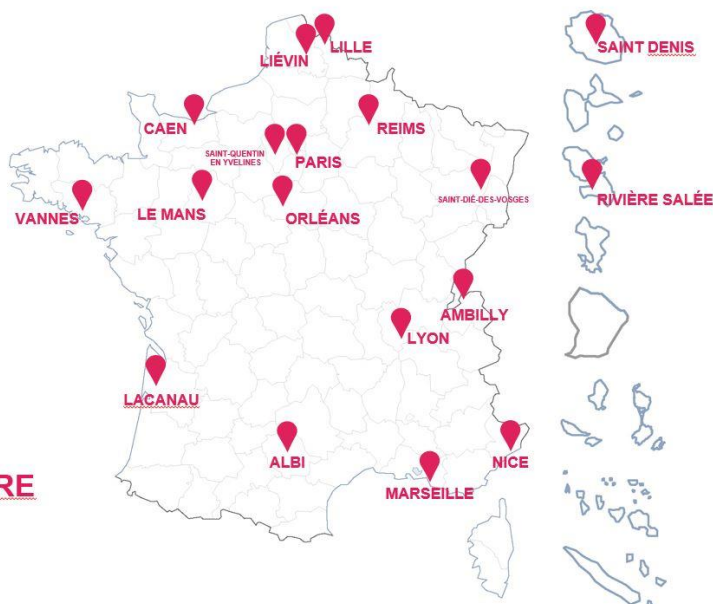 LILLE
LIÉVIN
SAINT DENIS
CAEN
REIMS
SAINT-QUENTIN
EN YVELINES
PARIS
SAINT-DIÉ-DES-VOSGES
RIVIÈRE SALÉE
VANNES
LE MANS
ORLÉANS
AMBILLY
LYON
LACANAU
ALBI
NICE
RE
MARSEILLE